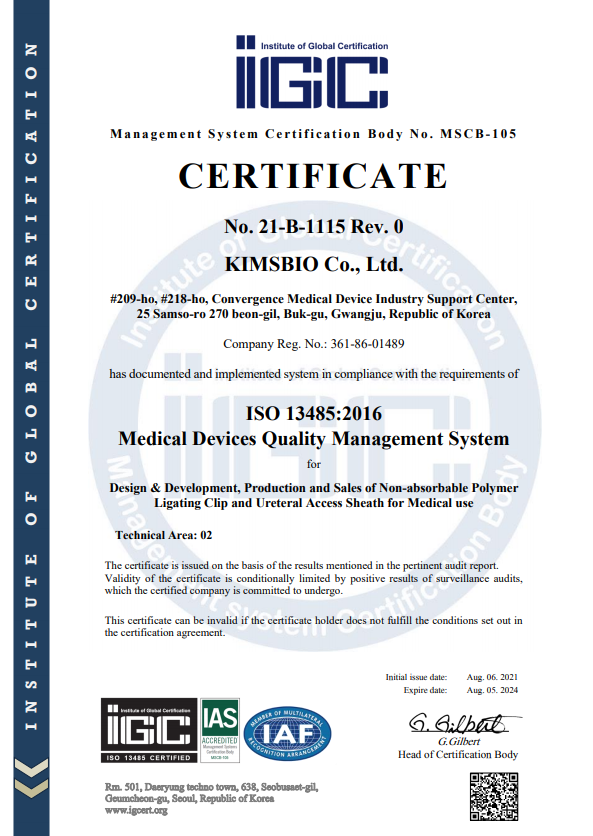 Institute of Global Certification
IGC
Management System Certification Body No. MSCB-105
CERTIFICATE
No. 21-B-1115 Rev. 0
KIMSBIO Co., Ltd.
#209-ho, #218-ho, Convergence Medical Device Industry Support Center,
25 Samso-ro 270 beon-gil, Buk-gu, Gwangju, Republic of Korea
Company Reg. No.: 361-86-01489
has documented and implemented system in compliance with the requirements of
ISO 13485:2016
Medical Devices Quality Management System
for
Design & Development, Production and Sales of Non-absorbable Polymer
Ligating Clip and Ureteral Access Sheath for Medical use
Technical Area: 02
The certificate is issued on the basis of the results mentioned in the pertinent audit report.
Validity of the certificate is conditionally limited by positive results of surveillance audits,
which the certified company is committed to undergo.
This certificate can be invalid if the certificate holder does not fulfill the conditions set out in
the certification agreement.
Initial issue date: Aug. 06. 2021
Expire date: Aug. 05. 2024
G. Gilbert
G.Gilbert
Head of Certification Body
Institute of Global Certification
IGC
ISO 13485 CERTIFIED
IAS
ACCREDITED
Management Systems
Certification Body
MSCB-105
MEMBER OF MULTILATERAL
IAF
RECOGNITION ARRANGEMENT
Rm. 501, Daeryung techno town, 638, Seobusaet-gil,
Geumcheon-gu, Seoul, Republic of Korea
www.igcert.org
INSTITUTE OF GLOBAL CERTIFICATION
Institute of Global Certification
IGC
Management system Certification Body